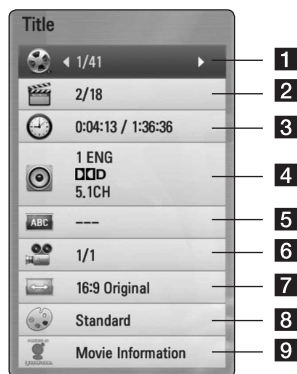 Title
1/41 1
2/18 2
0:04:13 / 1:36:36 3
1 ENG
DDD
5.1CH 4
ABC --- 5
1/1 6
16:9 Original 7
Standard 8
Movie Information 9